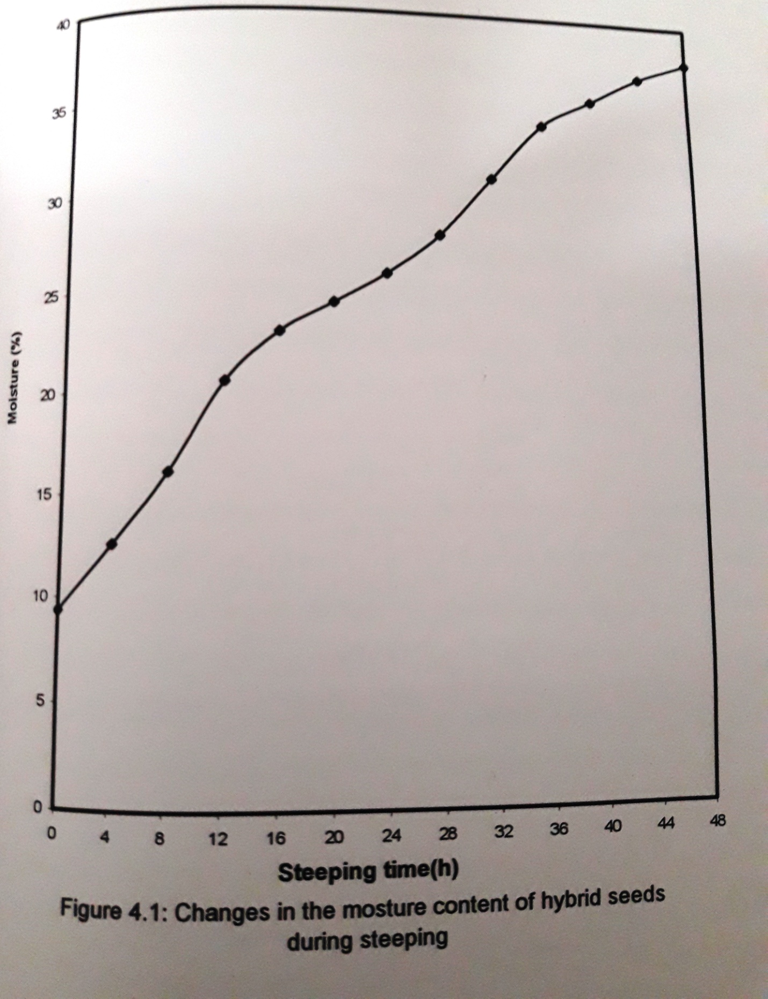 40
35
30
25
20
15
10
5
0
Moisture (%)
0 4 8 12 16 20 24 28 32 36 40 44 48
Steeping time(h)
Figure 4.1: Changes in the mosture content of hybrid seeds
during steeping